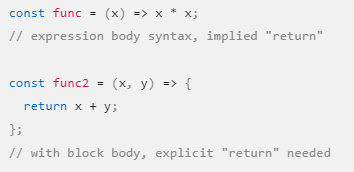 const func = (x) => x * x;
// expression body syntax, implied "return"

const func2 = (x, y) => {
  return x + y;
};
// with block body, explicit "return" needed